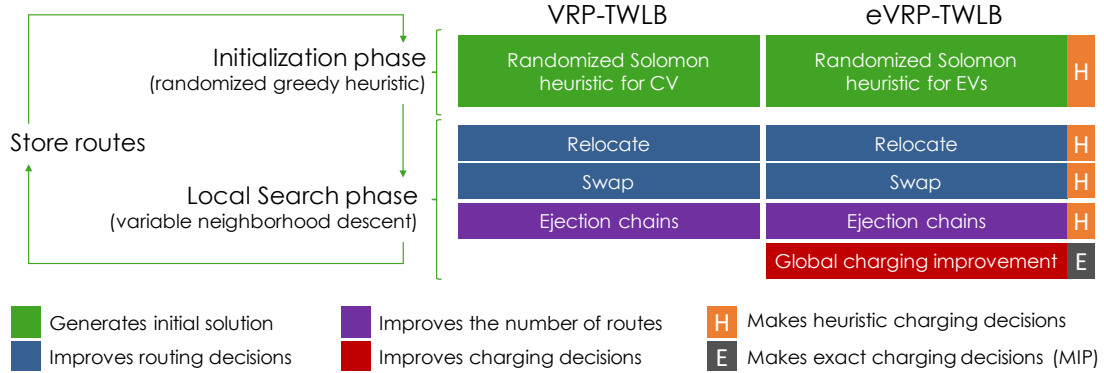 VRP-TWLB
eVRP-TWLB
Initialization phase
(randomized greedy heuristic)
Randomized Solomon
heuristic for CV
Randomized Solomon
heuristic for EVs
H
Store routes
Local Search phase
(variable neighborhood descent)
Relocate
Relocate
H
Swap
Swap
H
Ejection chains
Ejection chains
H
Global charging improvement
E
Generates initial solution
Improves the number of routes
H
Makes heuristic charging decisions
Improves routing decisions
Improves charging decisions
E
Makes exact charging decisions (MIP)